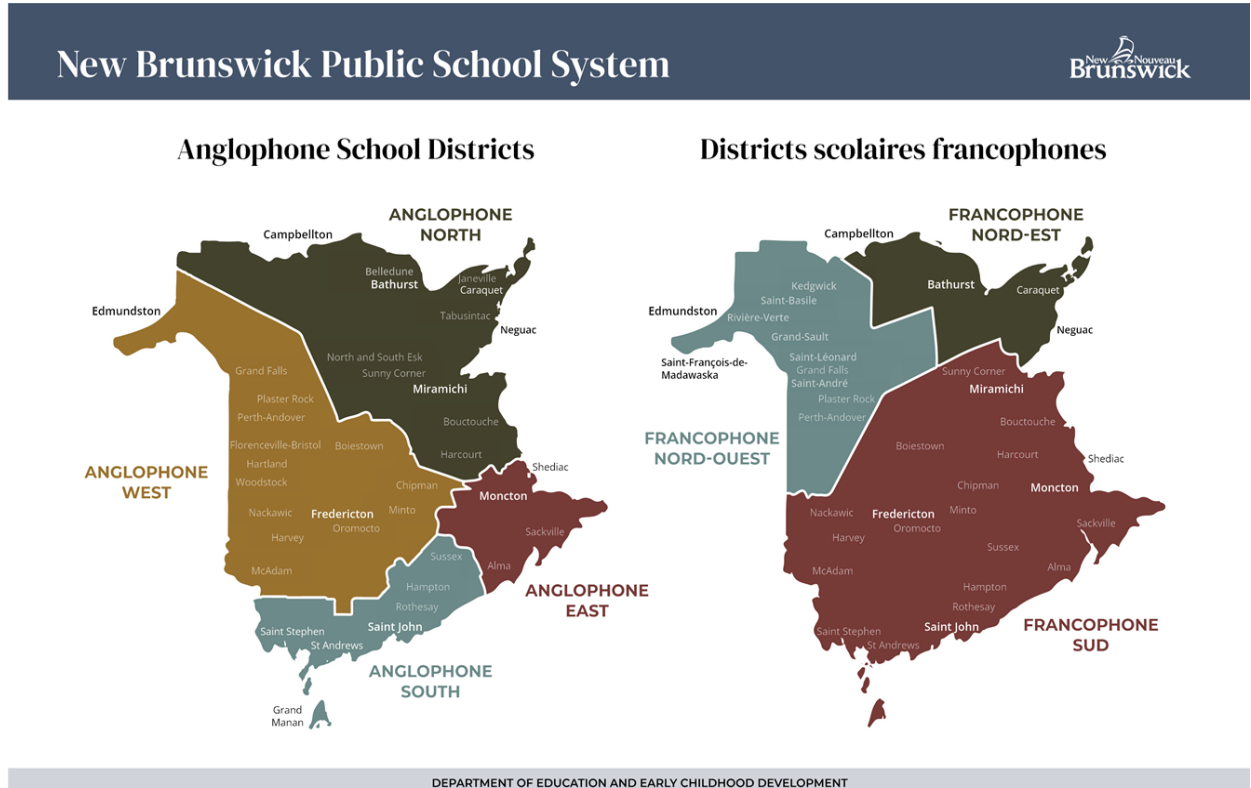 New Brunswick Public School System
New Nouveau
Brunswick
Anglophone School Districts
ANGLOPHONE
NORTH
Campbellton
Belledune
Bathurst
Janeville
Caraquet
Edmundston
Tabusintac
Neguac
North and South Esk
Sunny Corner
Grand Falls
Miramichi
Plaster Rock
Perth-Andover
Bouctouche
Florenceville-Bristol
Boiestown
Harcourt
Hartland
Shediac
ANGLOPHONE
WEST
Woodstock
Chipman
Moncton
Nackawic
Fredericton
Minto
Oromocto
Sackville
Harvey
Sussex
McAdam
Alma
Hampton
ANGLOPHONE
EAST
Rothesay
Saint Stephen
Saint John
St Andrews
ANGLOPHONE
SOUTH
Grand
Manan
Districts scolaires francophones
FRANCOPHONE
NORD-EST
Campbellton
Kedgwick
Bathurst
Caraquet
Saint-Basile
Edmundston
Rivière-Verte
Neguac
Grand-Sault
Saint-François-de-
Madawaska
Saint-Léonard
Grand Falls
Saint-André
Sunny Corner
Miramichi
Plaster Rock
Perth-Andover
Bouctouche
FRANCOPHONE
NORD-OUEST
Boiestown
Harcourt
Shediac
Chipman
Moncton
Nackawic
Fredericton
Minto
Oromocto
Sackville
Harvey
Sussex
McAdam
Alma
Hampton
Rothesay
Saint Stephen
Saint John
St Andrews
FRANCOPHONE
SUD
DEPARTMENT OF EDUCATION AND EARLY CHILDHOOD DEVELOPMENT